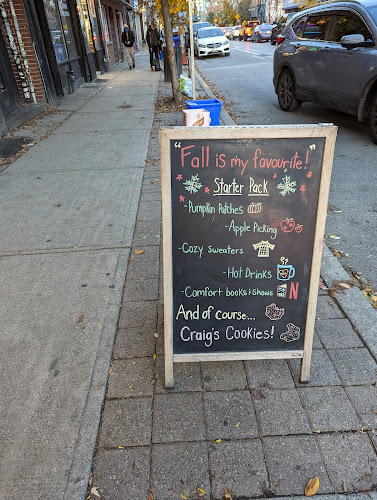 "Fall is my favourite!"
Starter Pack
-Pumpkin Patches
-Apple Picking
-Cozy Sweaters
-Hot Drinks
-Comfort books & shows N
And of course...
Craig's Cookies!